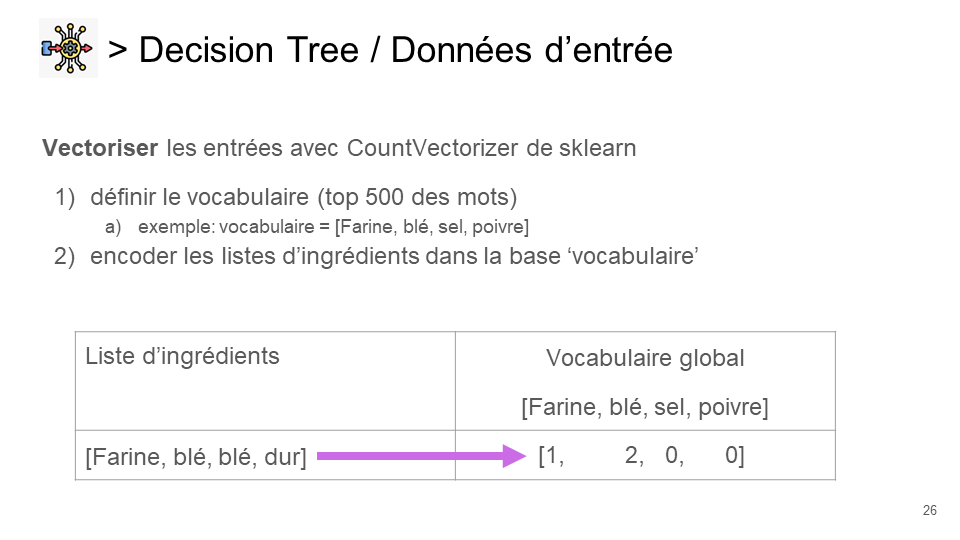 > Decision Tree / Données d’entrée
Vectoriser les entrées avec CountVectorizer de sklearn
1) définir le vocabulaire (top 500 des mots)
a) exemple: vocabulaire = [Farine, blé, sel, poivre]
2) encoder les listes d’ingrédients dans la base ‘vocabulaire’
Liste d’ingrédients
Vocabulaire global
[Farine, blé, sel, poivre]
[Farine, blé, blé, dur]
[1, 2, 0, 0]
26